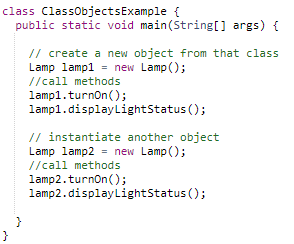 class ClassObjectsExample {
public static void main(String[] args) {
// create a new object from that class
Lamp lamp1 = new Lamp();
//call methods
lamp1.turnOn();
lamp1.displayLightStatus();
// instantiate another object
Lamp lamp2 = new Lamp();
//call methods
lamp2.turnOn();
lamp2.displayLightStatus();
}
}